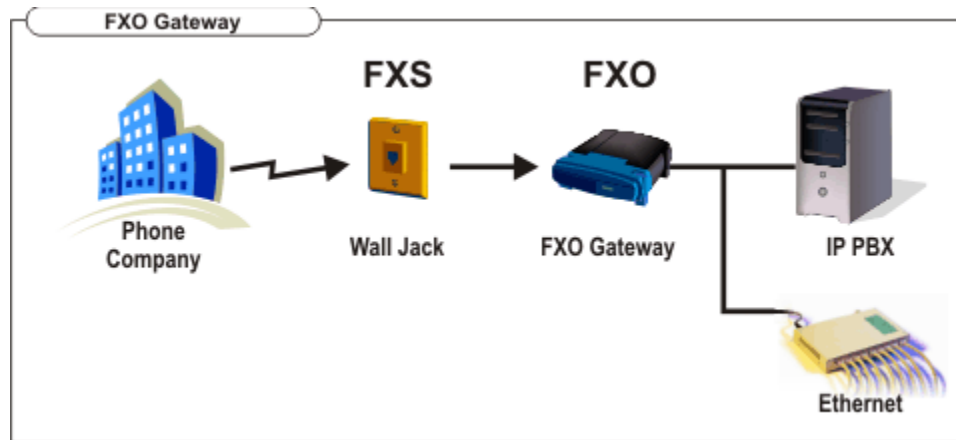 FXO Gateway
FXS
FXO
Phone
Company
Wall Jack
FXO Gateway
IP PBX
Ethernet